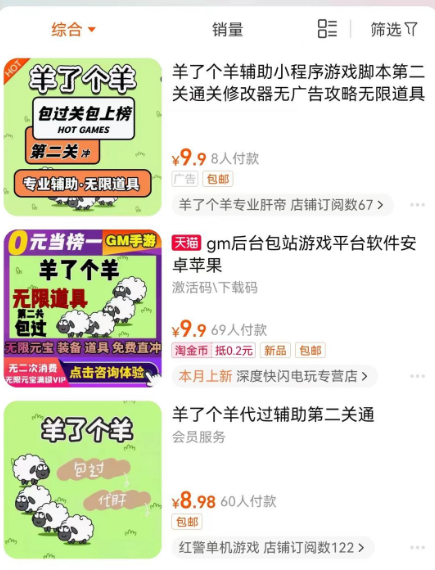 综合
销量
筛选
HOT
羊了个羊
包过关包上榜
HOT GAMES
第二关 冲
专业辅助·无限道具
羊了个羊辅助小程序游戏脚本第二
关通关修改器无广告攻略无限道具
¥9.9 8人付款
广告 包邮
羊了个羊专业肝帝 店铺订阅数67 >
0元当榜一 GM手游
羊了个羊
无限道具
第二关
包过
无限元宝 装备 道具 免费直冲
无二次消费
无限元宝满级VIP
点击咨询体验
天猫 gm后台包站游戏平台软件安
卓苹果
激活码\下载码
¥9.9 69人付款
淘金币 抵0.2元 新品 包邮
本月上新 深度快闪电玩专营店 >
羊了个羊
包过
代肝
羊了个羊代过辅助第二关通
会员服务
¥8.98 60人付款
包邮
红警单机游戏 店铺订阅数122 >